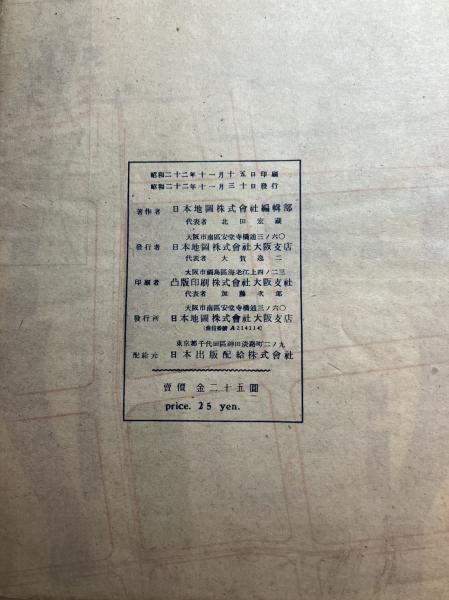 昭和二十二年十一月十五日印刷
昭和二十二年十一月三十日發行
著作者 日本地圖株式會社編輯部
代表者 北田宏藏
大阪市南區安堂寺橋通三ノ六〇
發行者 日本地圖株式會社大阪支店
代表者 大賀逸二
大阪市福島區海老江上四ノ二三
印刷者 凸版印刷株式會社大阪支社
代表者 加藤次郎
大阪市南區安堂寺橋通三ノ六〇
發行所 日本地圖株式會社大阪支店
(會員番號 A214114)
東京都千代田區神田淡路町二ノ九
配給元 日本出版配給株式會社
賣價 金二十五圓
price. 25 yen.